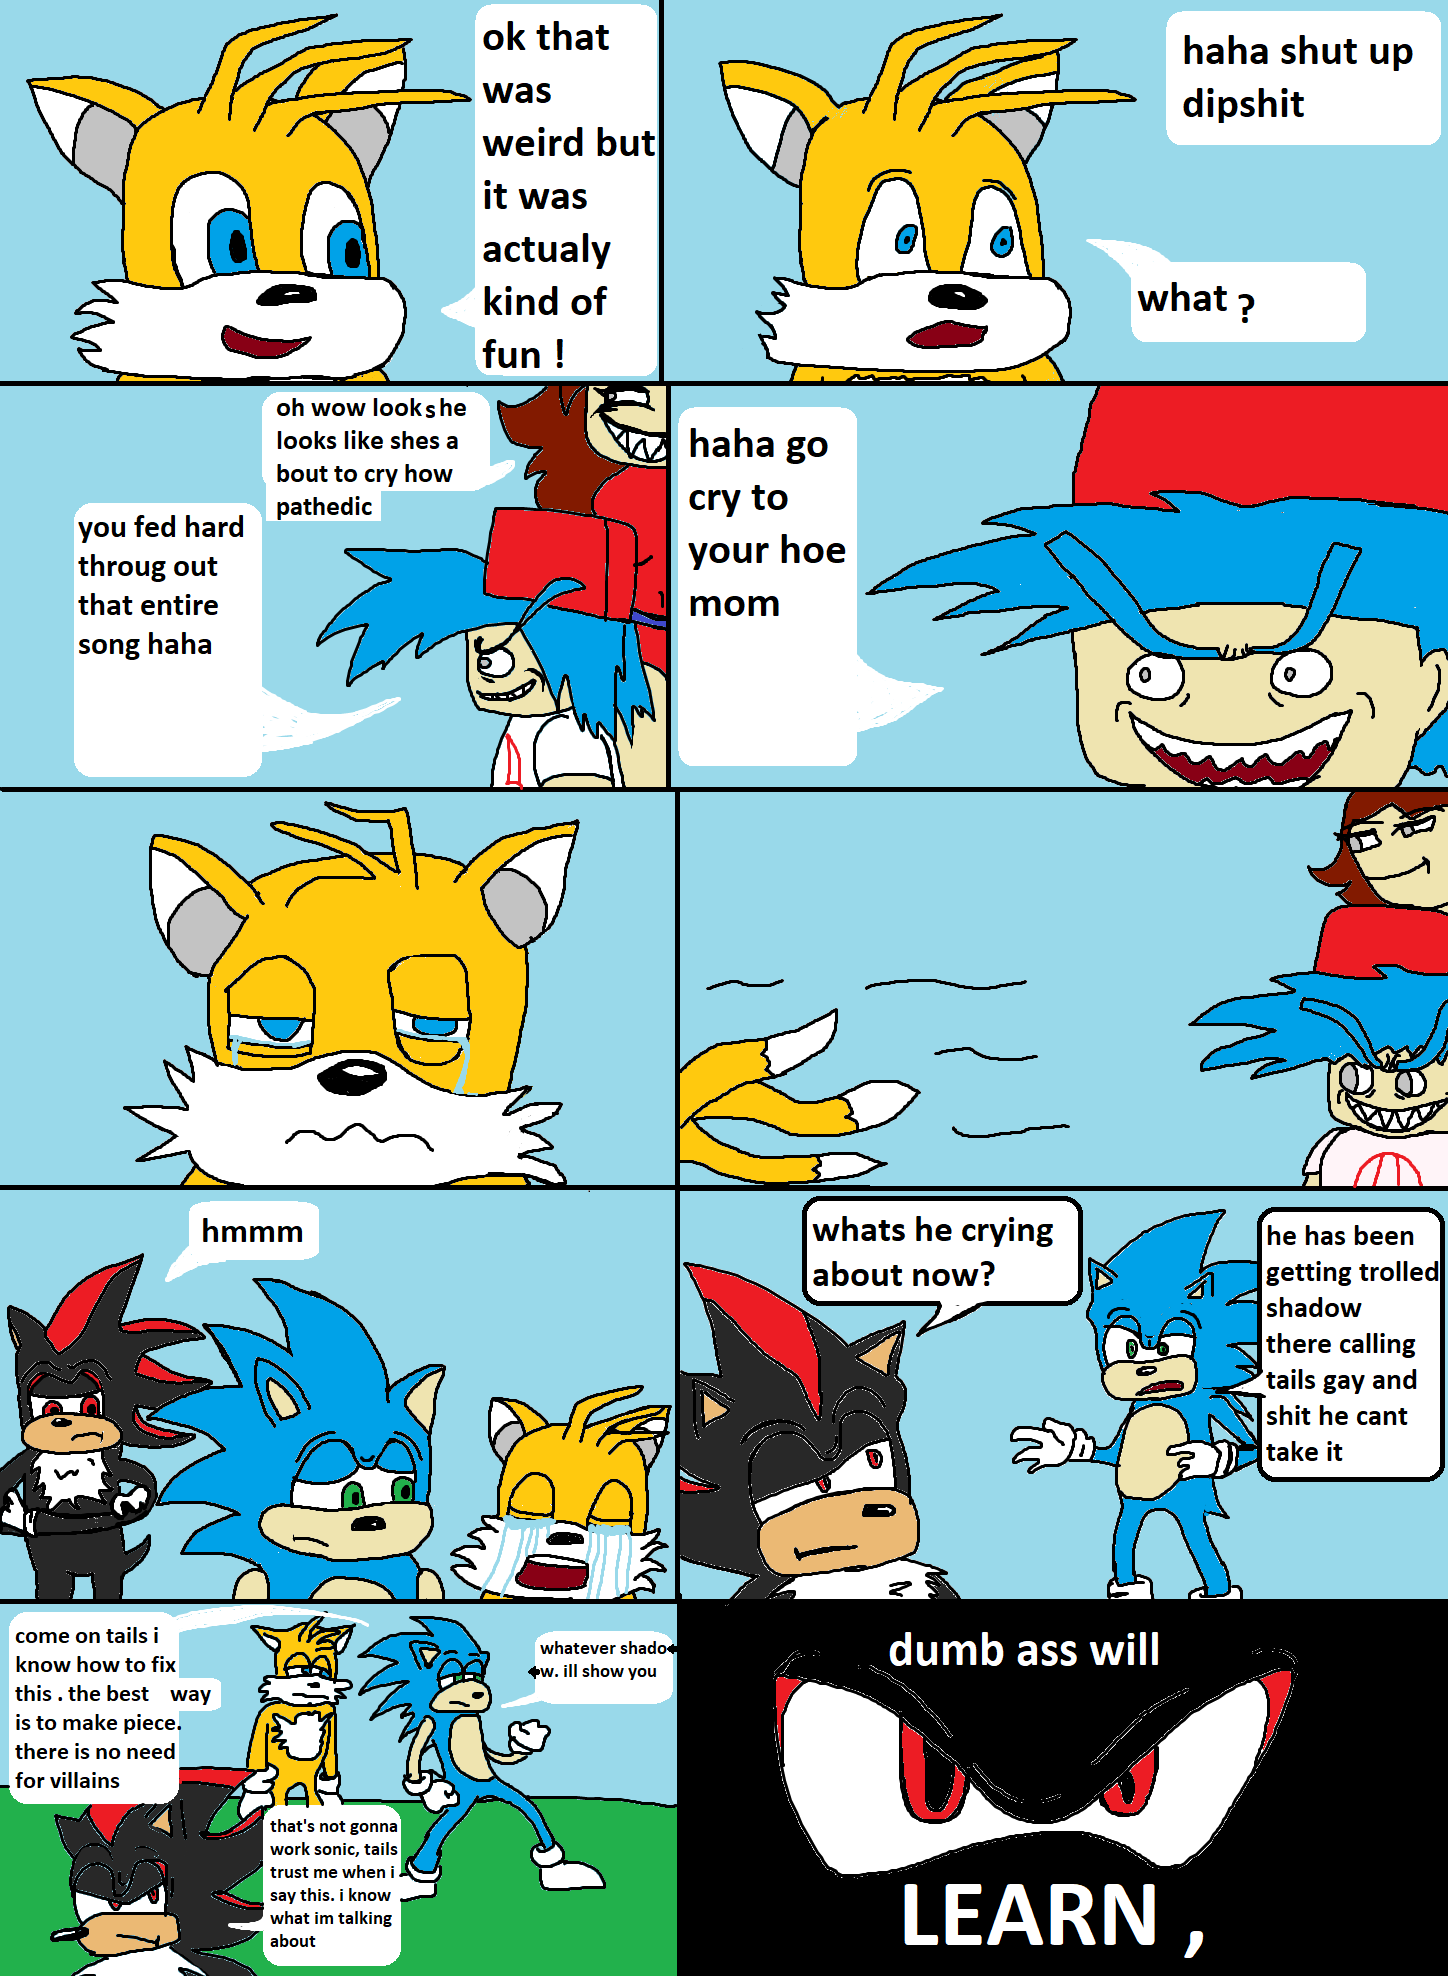 ok that
was
weird but
it was
actualy
kind of
fun !
haha shut up
dipshit
what ?
oh wow looks he
looks like shes a
bout to cry how
pathedic
you fed hard
throug out
that entire
song haha
haha go
cry to
your hoe
mom
hmmm
whats he crying
about now?
he has been
getting trolled
shadow
there calling
tails gay and
shit he cant
take it
come on tails i
know how to fix
this . the best way
is to make piece.
there is no need
for villains
whatever shado
w. ill show you
that's not gonna
work sonic, tails
trust me when i
say this. i know
what im talking
about
dumb ass will
LEARN ,